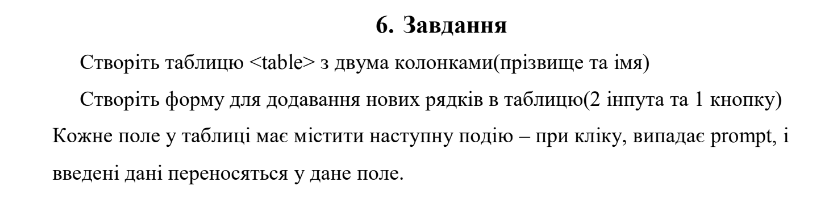 6. Завдання
Створіть таблицю <table> з двума колонками(прізвище та імя)
Створіть форму для додавання нових рядків в таблицю(2 інпута та 1 кнопку)
Кожне поле у таблиці має містити наступну подію – при кліку, випадає prompt, і
введені дані переносяться у дане поле.